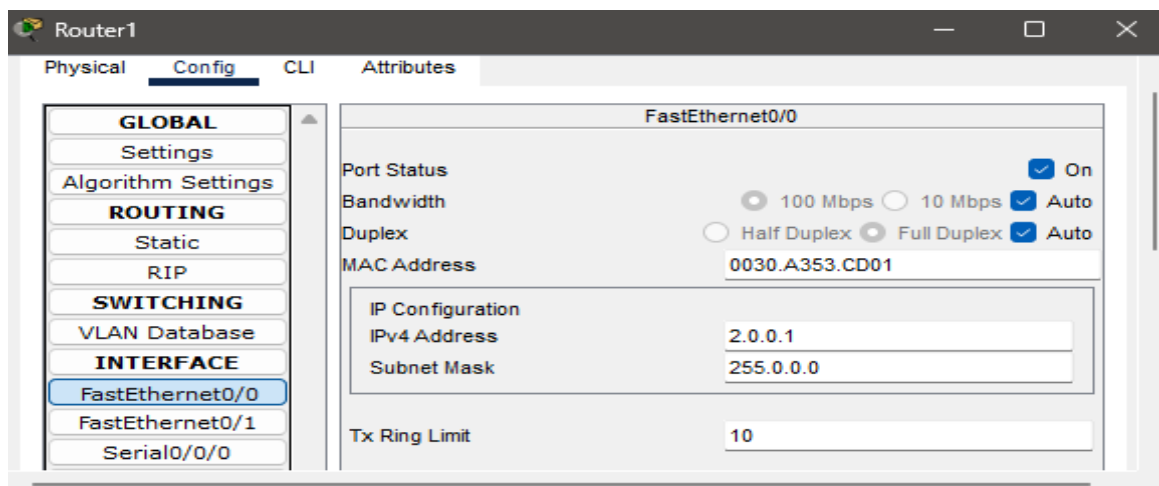 Router1
Physical Config CLI Attributes
GLOBAL
Settings
Algorithm Settings
ROUTING
Static
RIP
SWITCHING
VLAN Database
INTERFACE
FastEthernet0/0
FastEthernet0/1
Serial0/0/0
FastEthernet0/0
Port Status On
Bandwidth 100 Mbps 10 Mbps Auto
Duplex Half Duplex Full Duplex Auto
MAC Address 0030.A353.CD01
IP Configuration
IPv4 Address 2.0.0.1
Subnet Mask 255.0.0.0
Tx Ring Limit 10